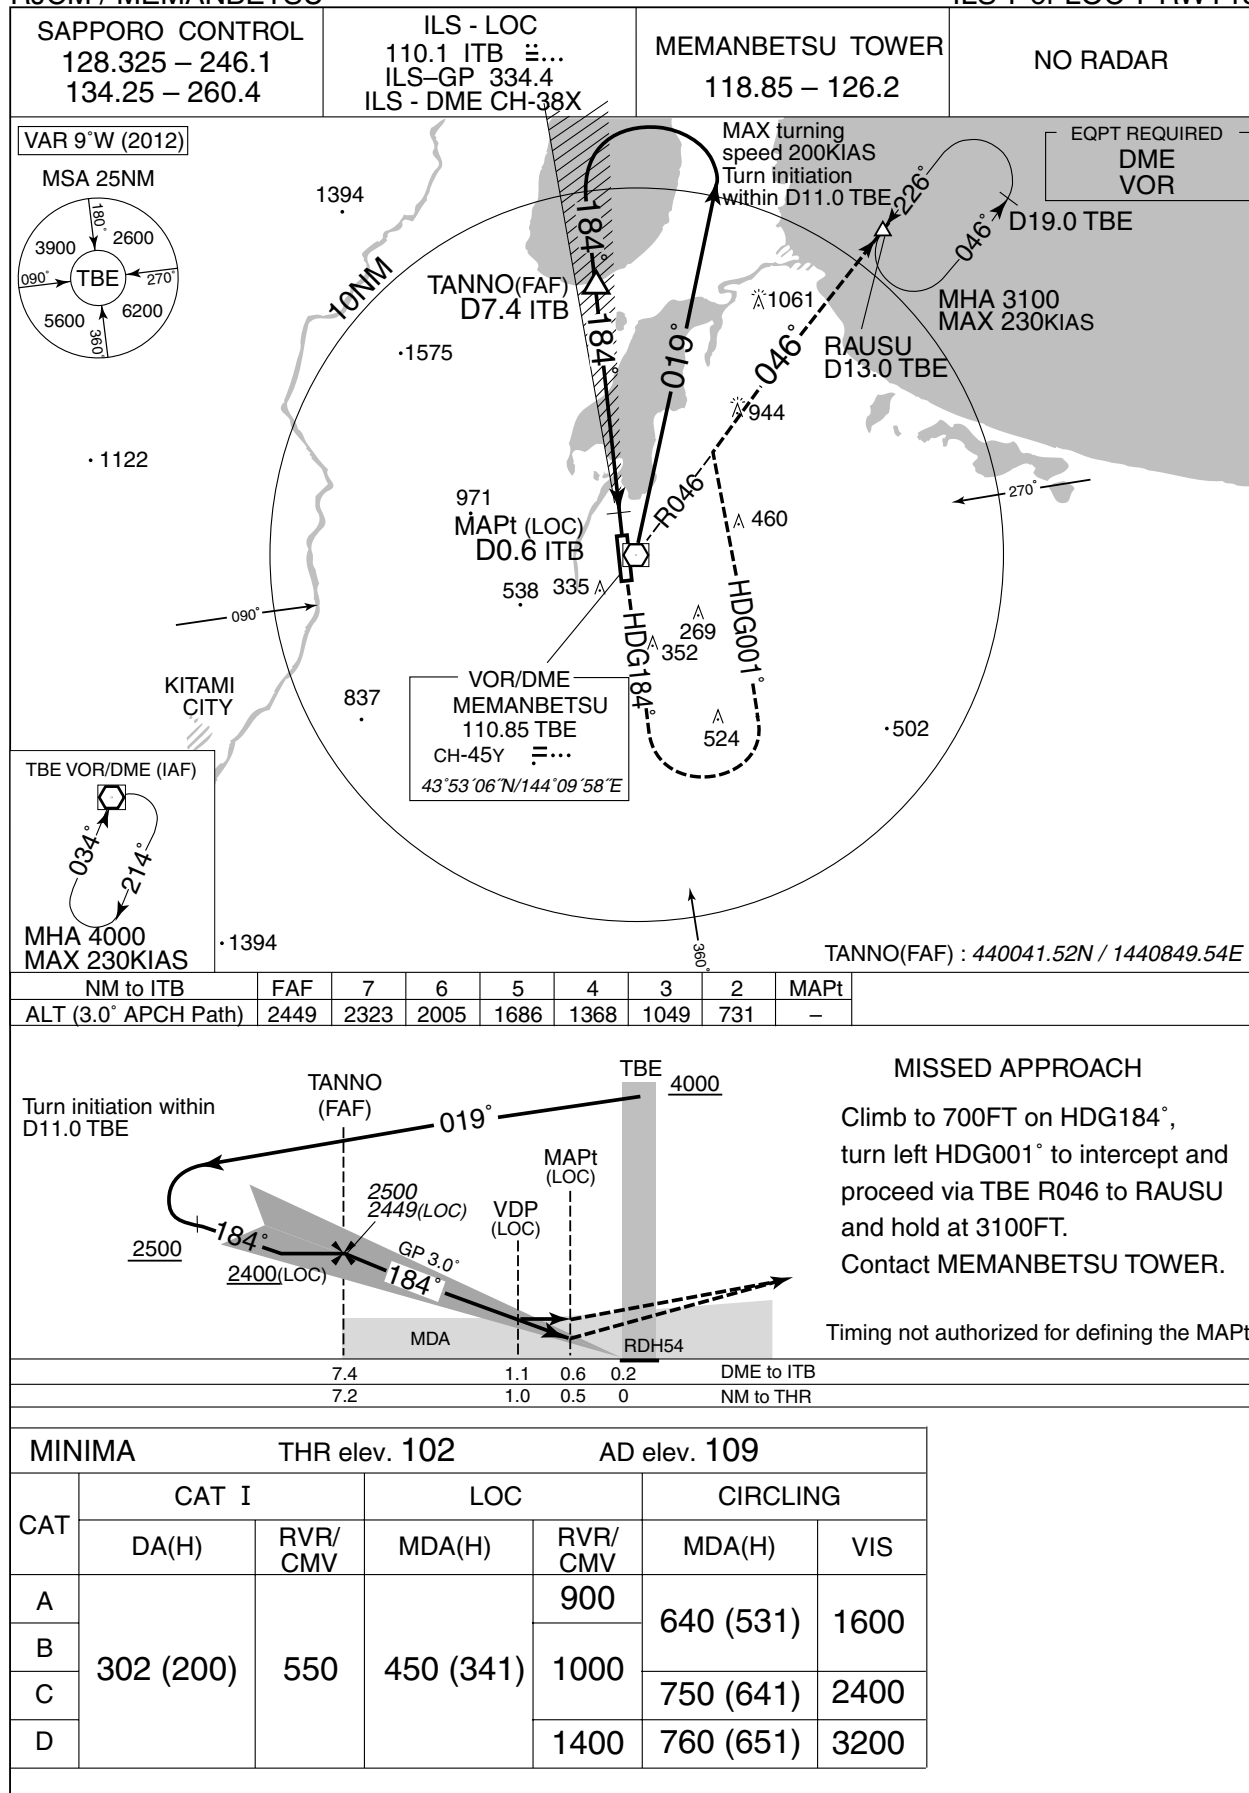 SAPPORO CONTROL
128.325 – 246.1
134.25 – 260.4
ILS - LOC
110.1 ITB
ILS–GP 334.4
ILS - DME CH-38X
MEMANBETSU TOWER
118.85 – 126.2
NO RADAR
VAR 9°W (2012)
MSA 25NM
180°
3900
2600
090°
TBE
270°
5600
6200
360°
1394
10NM
MAX turning
speed 200KIAS
Turn initiation
within D11.0 TBE
EQPT REQUIRED
DME
VOR
226°
046°
D19.0 TBE
184°
TANNO(FAF)
D7.4 ITB
184°
019°
1061
MHA 3100
MAX 230KIAS
RAUSU
D13.0 TBE
046°
1575
944
1122
971
MAPt (LOC)
D0.6 ITB
R046
460
270°
538
335
090°
269
352
HDG184°
HDG001°
KITAMI
CITY
837
VOR/DME
MEMANBETSU
110.85 TBE
CH-45Y
43°53´06˝N/144°09´58˝E
524
502
TBE VOR/DME (IAF)
034°
214°
MHA 4000
MAX 230KIAS
1394
360°
TANNO(FAF) : 440041.52N / 1440849.54E
NM to ITB FAF 7 6 5 4 3 2 MAPt
ALT (3.0° APCH Path) 2449 2323 2005 1686 1368 1049 731 –
Turn initiation within
D11.0 TBE
TANNO
(FAF)
019°
TBE
4000
MAPt
(LOC)
2500
2449(LOC)
VDP
(LOC)
184°
2500
2400(LOC)
GP 3.0°
184°
MDA
RDH54
MISSED APPROACH
Climb to 700FT on HDG184°,
turn left HDG001° to intercept and
proceed via TBE R046 to RAUSU
and hold at 3100FT.
Contact MEMANBETSU TOWER.
Timing not authorized for defining the MAPt
7.4 1.1 0.6 0.2 DME to ITB
7.2 1.0 0.5 0 NM to THR
MINIMA THR elev. 102 AD elev. 109
CAT CAT I LOC CIRCLING
DA(H) RVR/CMV MDA(H) RVR/CMV MDA(H) VIS
A 302 (200) 550 450 (341) 900 640 (531) 1600
B 1000
C 750 (641) 2400
D 1400 760 (651) 3200